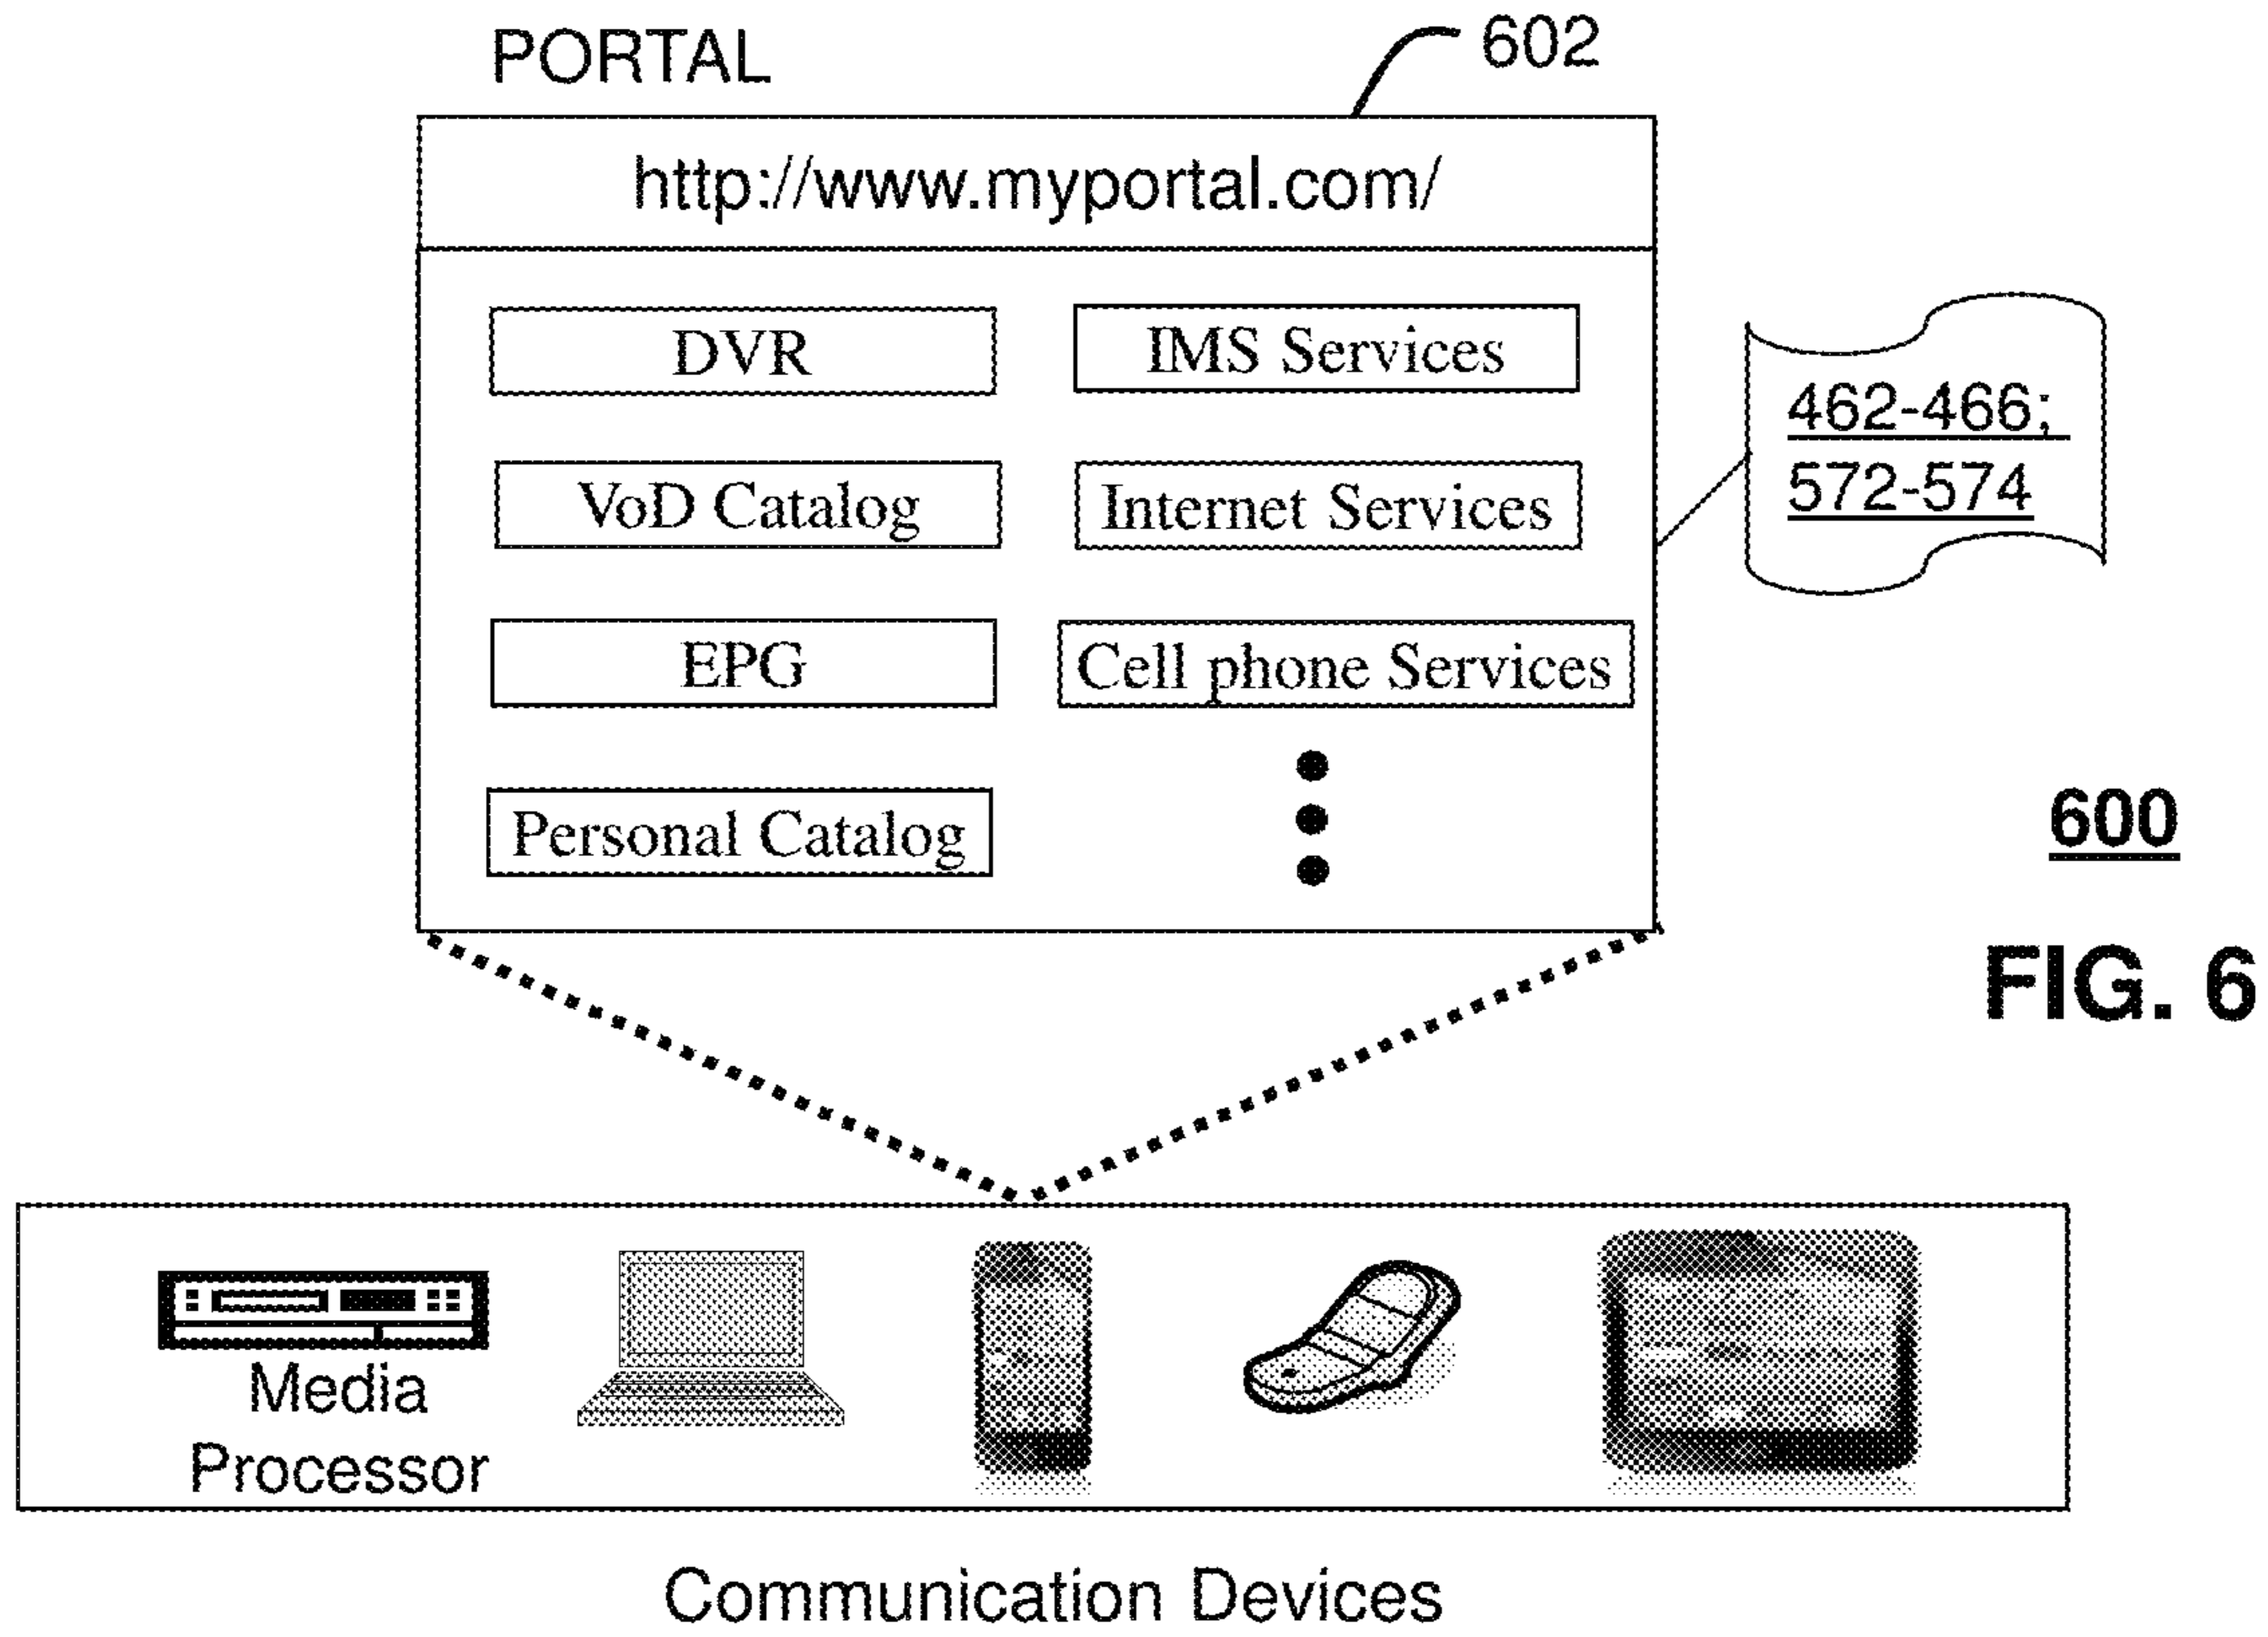 PORTAL
602
http://www.myportal.com/
DVR
IMS Services
VoD Catalog
Internet Services
EPG
Cell phone Services
Personal Catalog
462-466;
572-574
600
FIG. 6
Media
Processor
Communication Devices